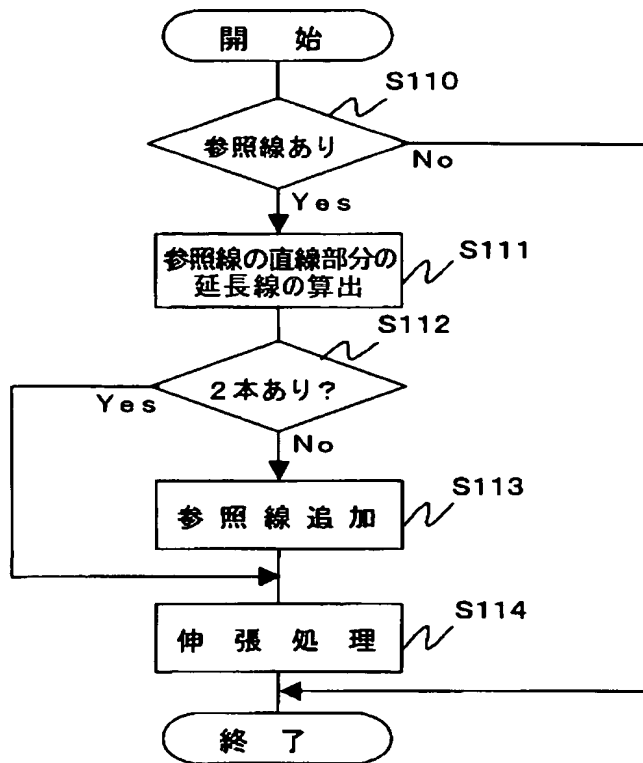 開 始
S110
参照線あり
No
Yes
参照線の直線部分の
延長線の算出
S111
S112
2本あり?
Yes
No
参 照 線 追 加
S113
伸 張 処 理
S114
終 了